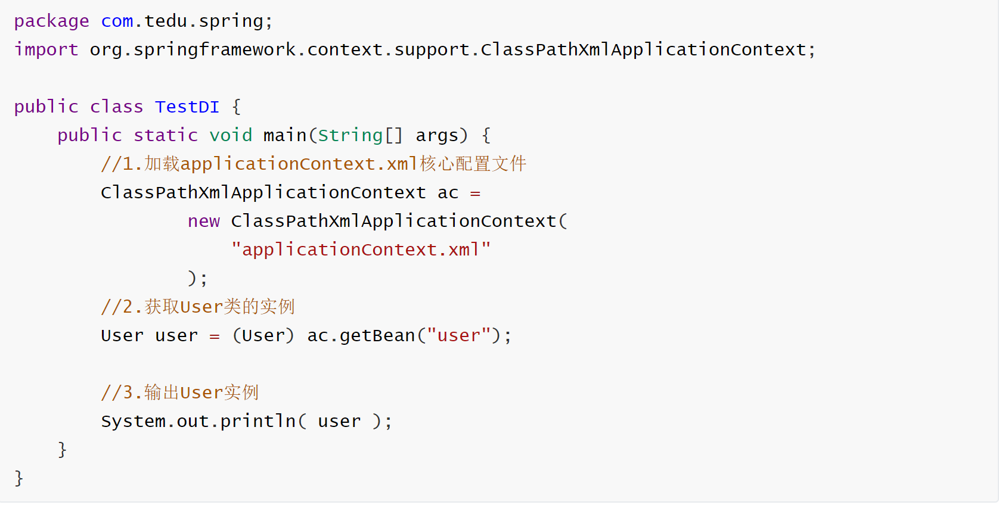 package com.tedu.spring;
import org.springframework.context.support.ClassPathXmlApplicationContext;

public class TestDI {
    public static void main(String[] args) {
        //1.加载applicationContext.xml核心配置文件
        ClassPathXmlApplicationContext ac =
                new ClassPathXmlApplicationContext(
                    "applicationContext.xml"
                );
        //2.获取User类的实例
        User user = (User) ac.getBean("user");

        //3.输出User实例
        System.out.println( user );
    }
}